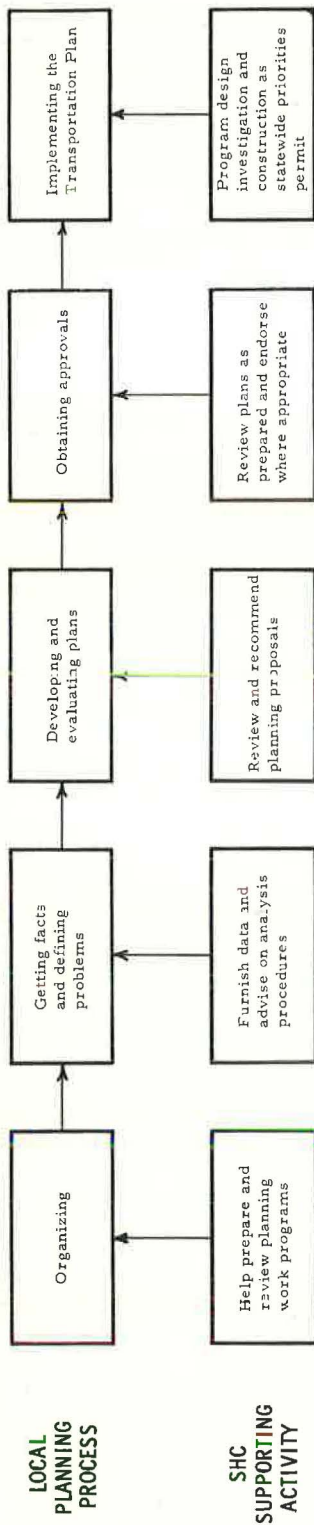 LOCAL
PLANNING
PROCESS
Organizing
Getting facts
and defining
problems
Developing and
evaluating plans
Obtaining approvals
Implementing the
Transportation Plan
SHC
SUPPORTING
ACTIVITY
Help prepare and
review planning
work programs
Furnish data and
advise on analysis
procedures
Review and recommend
planning proposals
Review plans as
prepared and endorse
where appropriate
Program design
investigation and
construction as
statewide priorities
permit